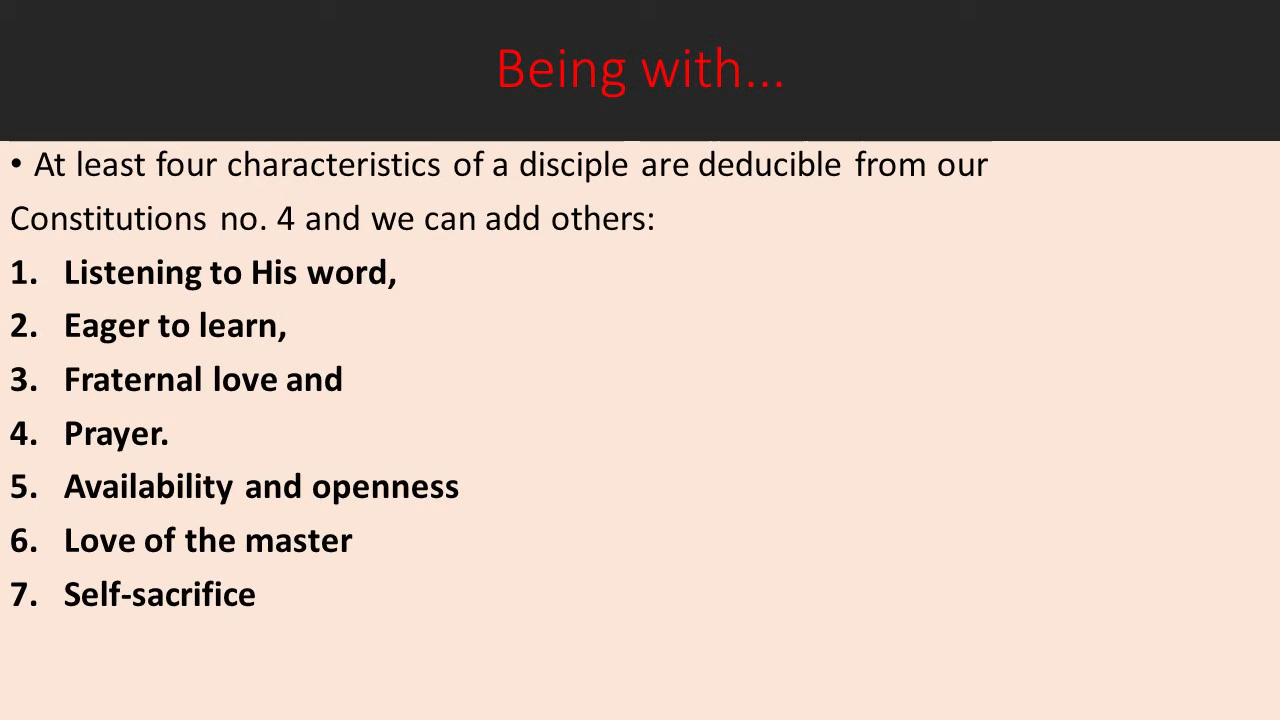 Being with...
• At least four characteristics of a disciple are deducible from our
Constitutions no. 4 and we can add others:
1. Listening to His word,
2. Eager to learn,
3. Fraternal love and
4. Prayer.
5. Availability and openness
6. Love of the master
7. Self-sacrifice